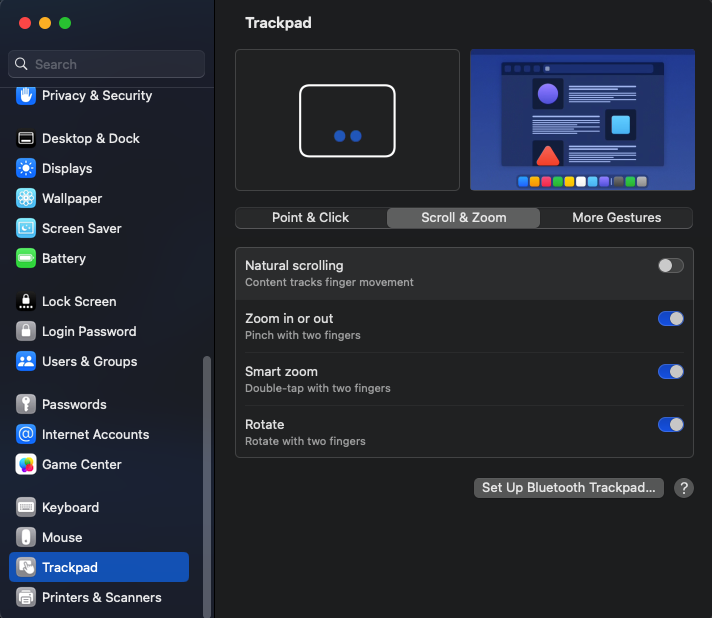 Search
Privacy & Security
Desktop & Dock
Displays
Wallpaper
Screen Saver
Battery
Lock Screen
Login Password
Users & Groups
Passwords
Internet Accounts
Game Center
Keyboard
Mouse
Trackpad
Printers & Scanners
Trackpad
Point & Click
Scroll & Zoom
More Gestures
Natural scrolling
Content tracks finger movement
Zoom in or out
Pinch with two fingers
Smart zoom
Double-tap with two fingers
Rotate
Rotate with two fingers
Set Up Bluetooth Trackpad...
?